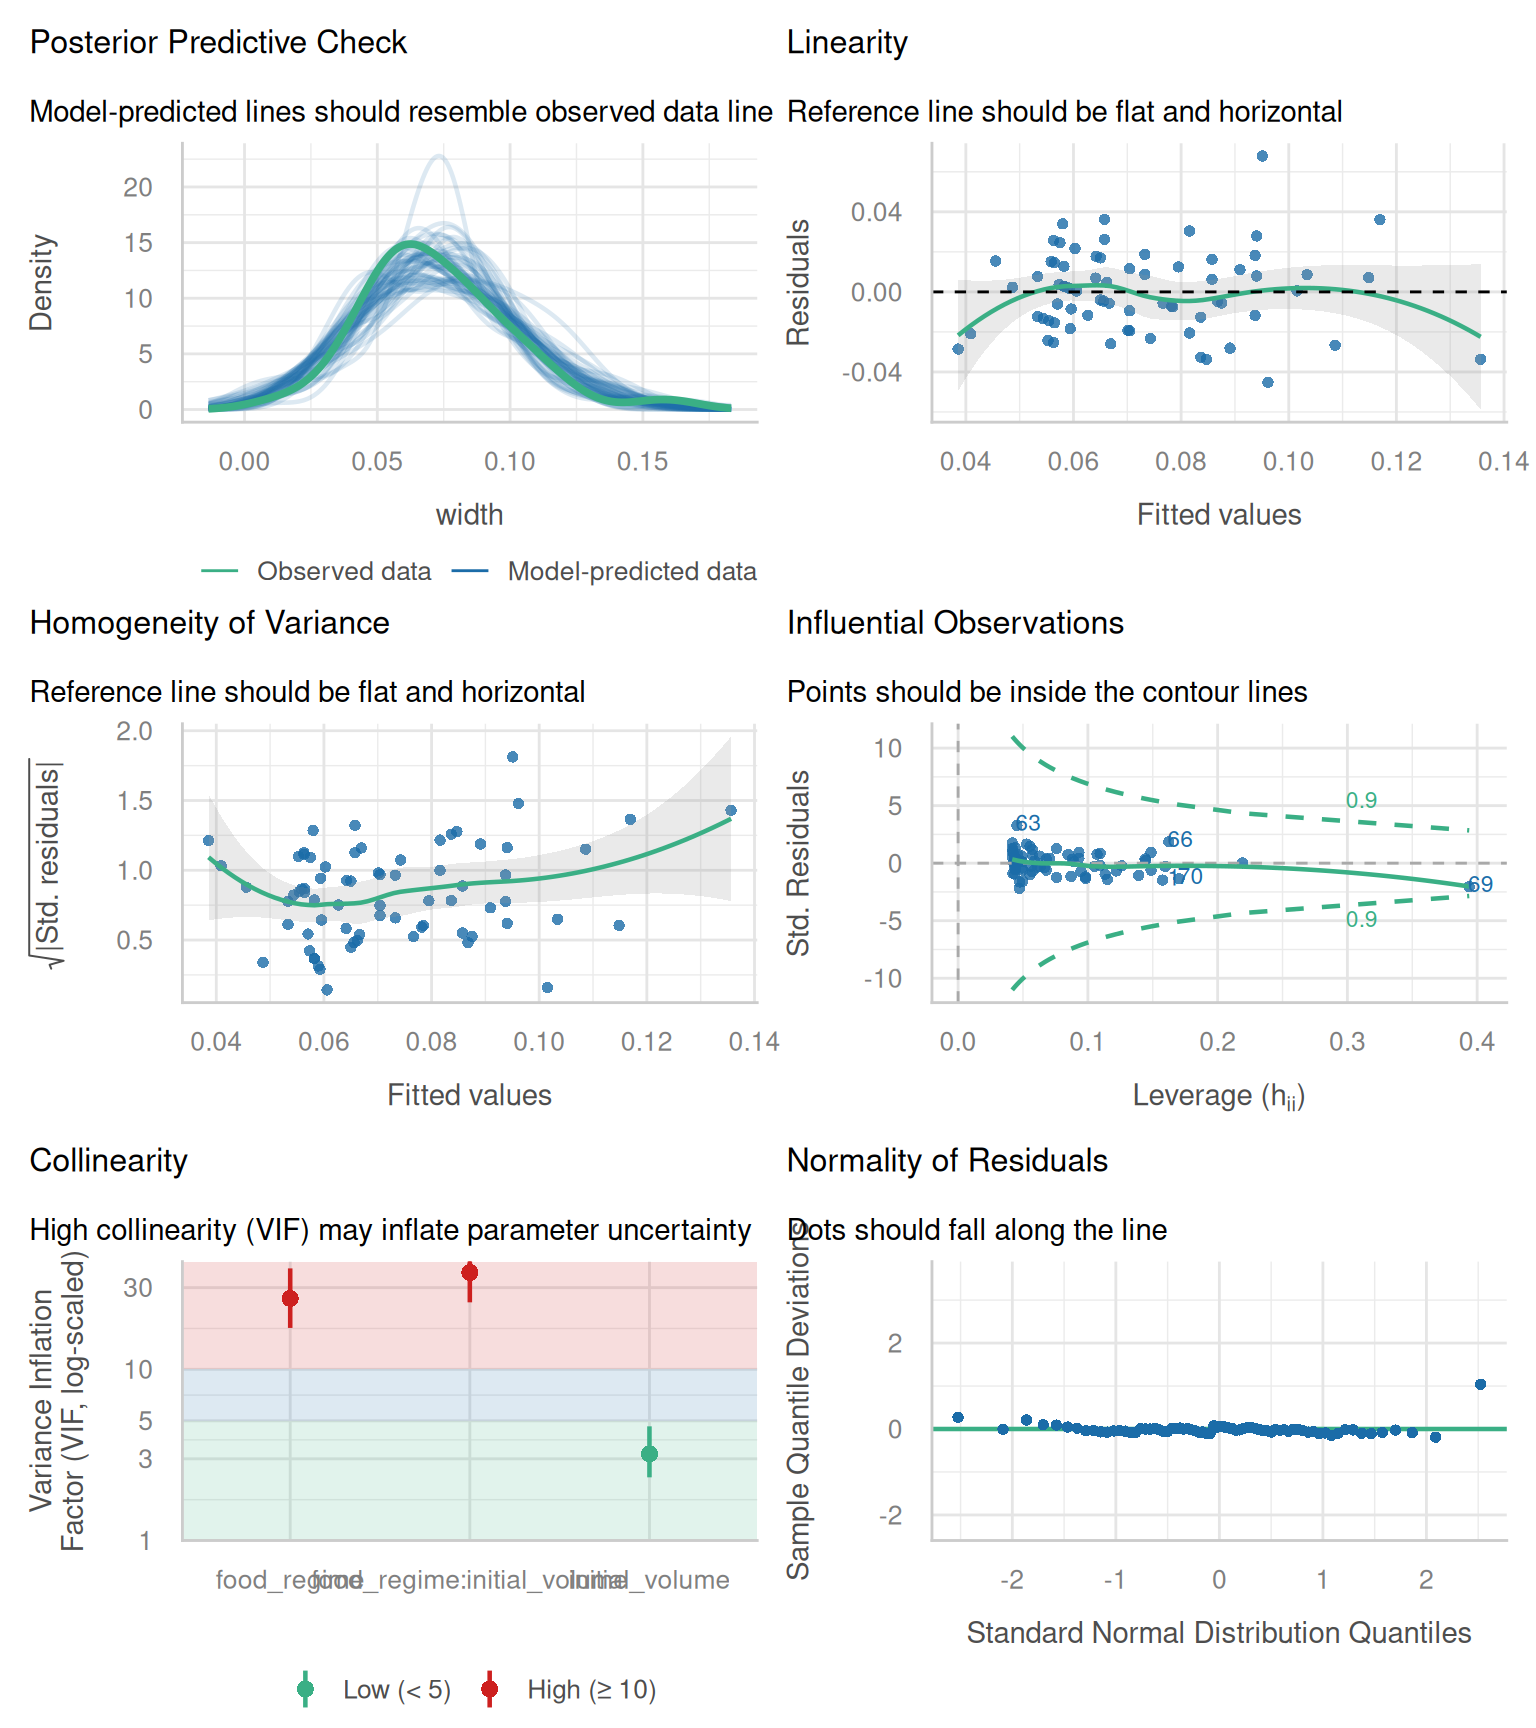 Posterior Predictive Check
Model-predicted lines should resemble observed data line
Density
20
15
10
5
0
0.00 0.05 0.10 0.15
width
Observed data Model-predicted data
Linearity
Reference line should be flat and horizontal
Residuals
0.04
0.00
-0.04
0.04 0.06 0.08 0.10 0.12 0.14
Fitted values
Homogeneity of Variance
Reference line should be flat and horizontal
√|Std. residuals|
2.0
1.5
1.0
0.5
0.04 0.06 0.08 0.10 0.12 0.14
Fitted values
Influential Observations
Points should be inside the contour lines
Std. Residuals
10
5
0
-5
-10
0.9
63
66
170
69
0.9
0.0 0.1 0.2 0.3 0.4
Leverage (hii)
Collinearity
High collinearity (VIF) may inflate parameter uncertainty
Variance Inflation
Factor (VIF, log-scaled)
30
10
5
3
1
food_regime food_regime:initial_volume initial_volume
Low (< 5) High (≥ 10)
Normality of Residuals
Dots should fall along the line
Sample Quantile Deviations
2
0
-2
-2 -1 0 1 2
Standard Normal Distribution Quantiles